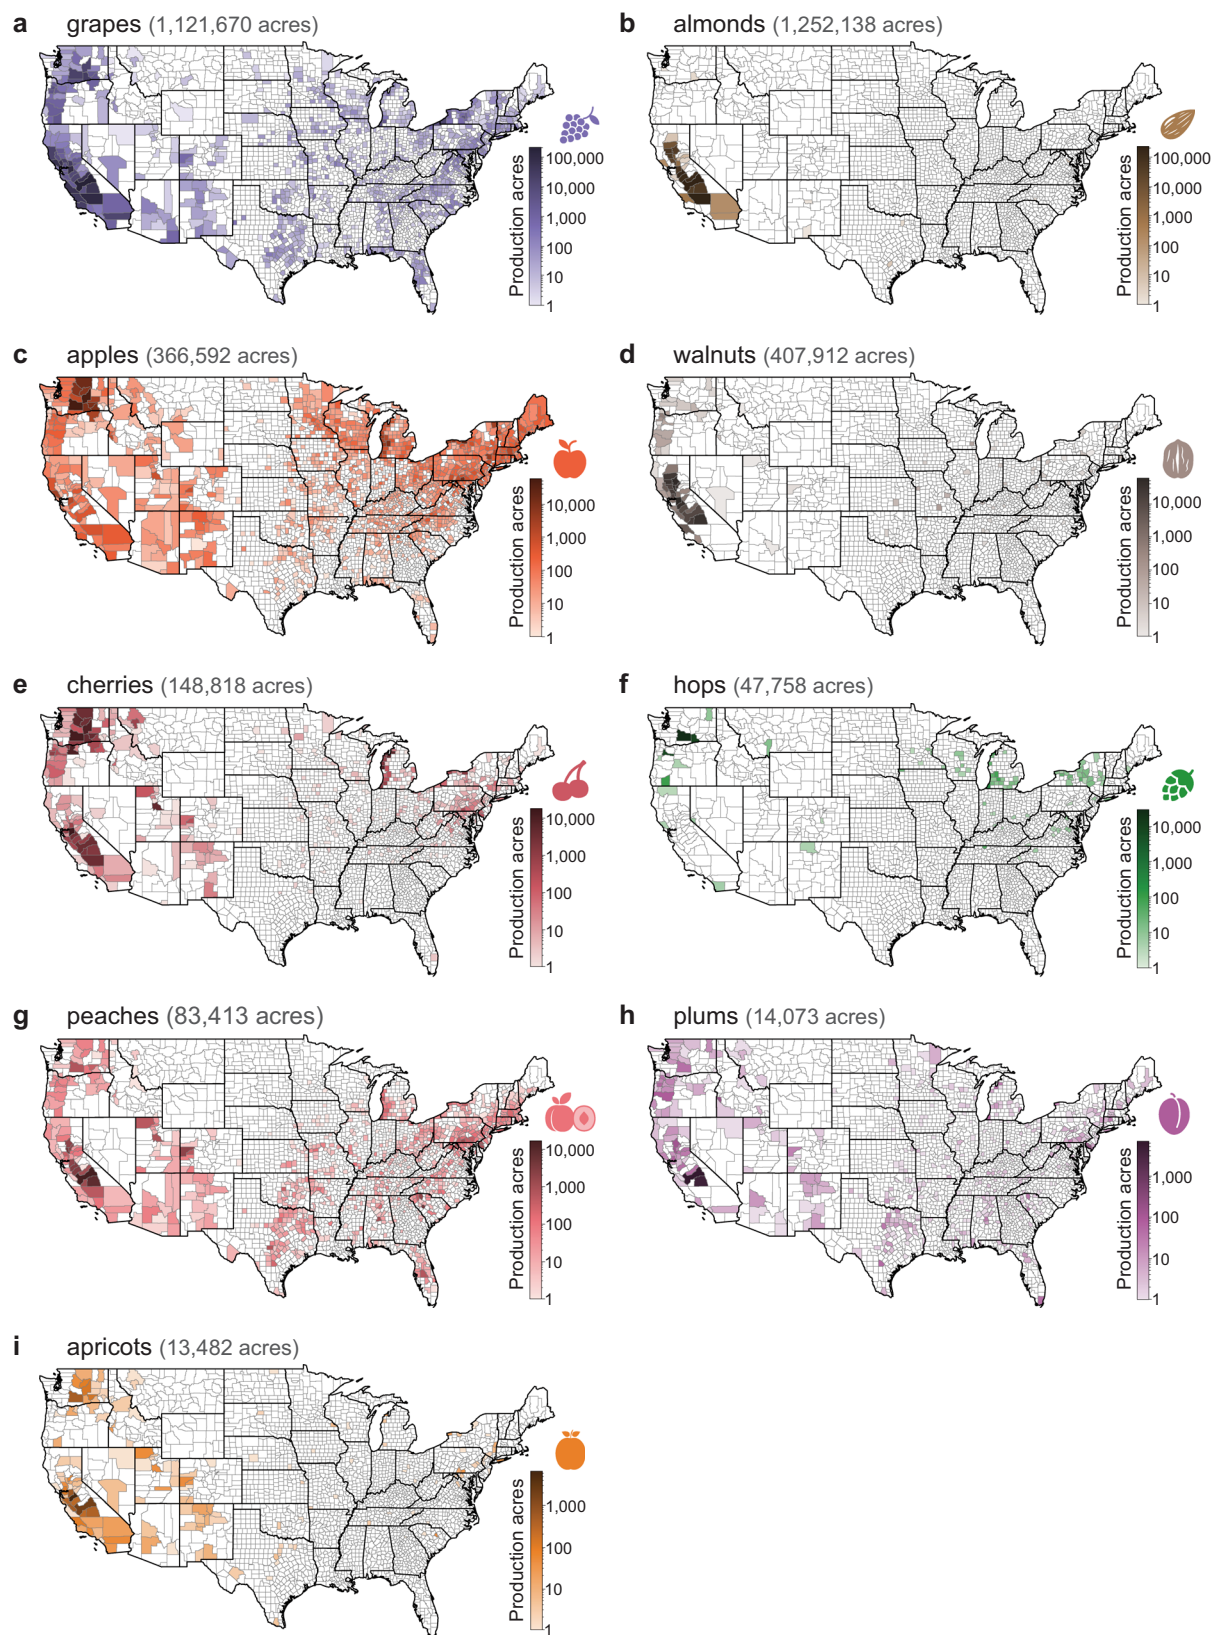 a grapes (1,121,670 acres)
Production acres
100,000
10,000
1,000
100
10
1
b almonds (1,252,138 acres)
Production acres
100,000
10,000
1,000
100
10
1
c apples (366,592 acres)
Production acres
10,000
1,000
100
10
1
d walnuts (407,912 acres)
Production acres
10,000
1,000
100
10
1
e cherries (148,818 acres)
Production acres
10,000
1,000
100
10
1
f hops (47,758 acres)
Production acres
10,000
1,000
100
10
1
g peaches (83,413 acres)
Production acres
10,000
1,000
100
10
1
h plums (14,073 acres)
Production acres
1,000
100
10
1
i apricots (13,482 acres)
Production acres
1,000
100
10
1